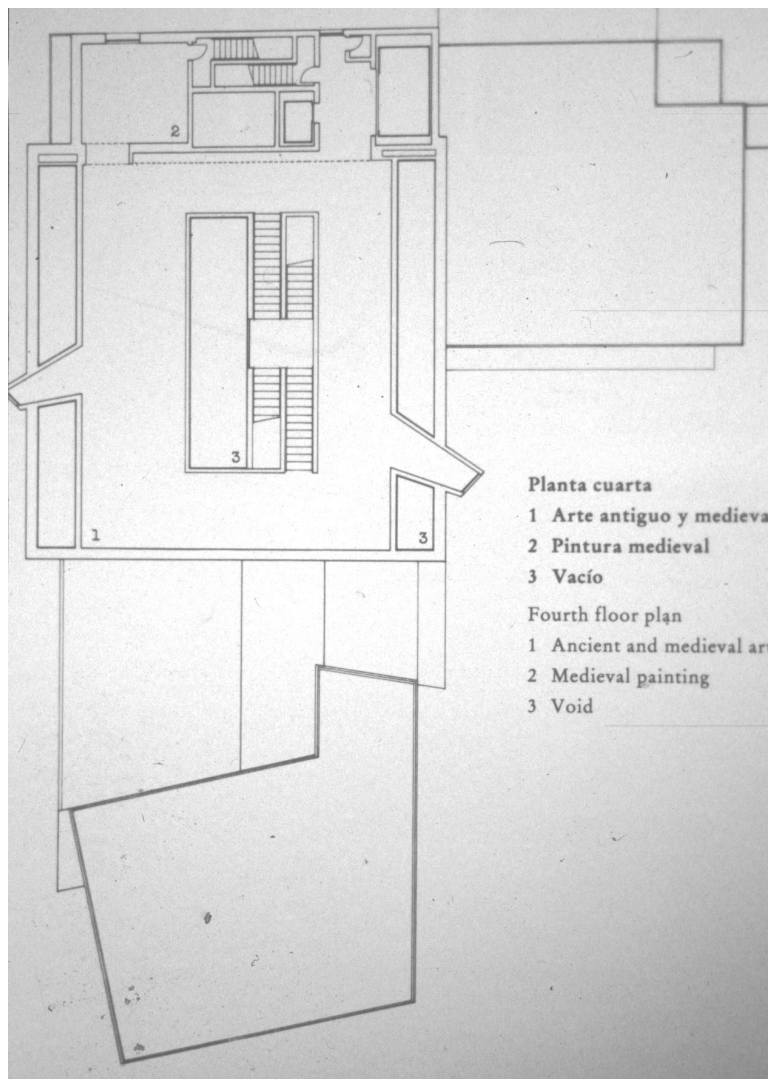 2
3
1
3
Planta cuarta
1 Arte antiguo y medieva
2 Pintura medieval
3 Vacío
Fourth floor plan
1 Ancient and medieval art
2 Medieval painting
3 Void